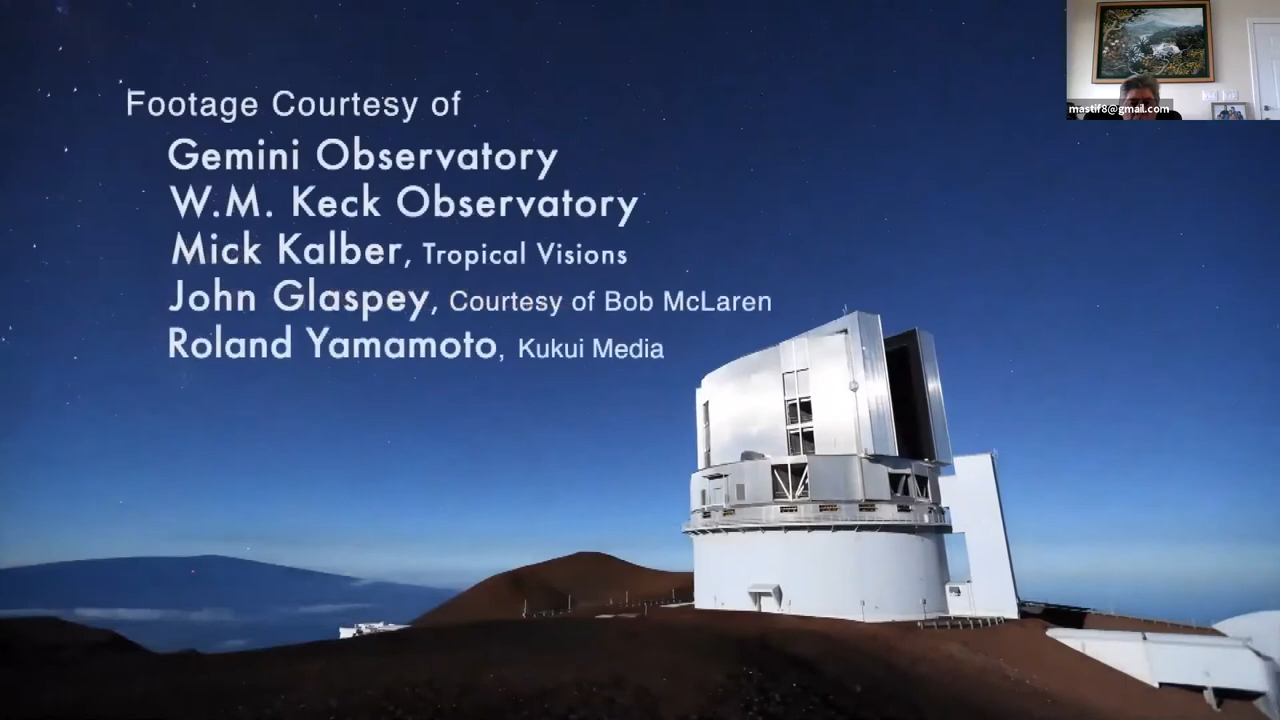 mastif8@gmail.com
Footage Courtesy of
Gemini Observatory
W.M. Keck Observatory
Mick Kalber, Tropical Visions
John Glaspey, Courtesy of Bob McLaren
Roland Yamamoto, Kukui Media